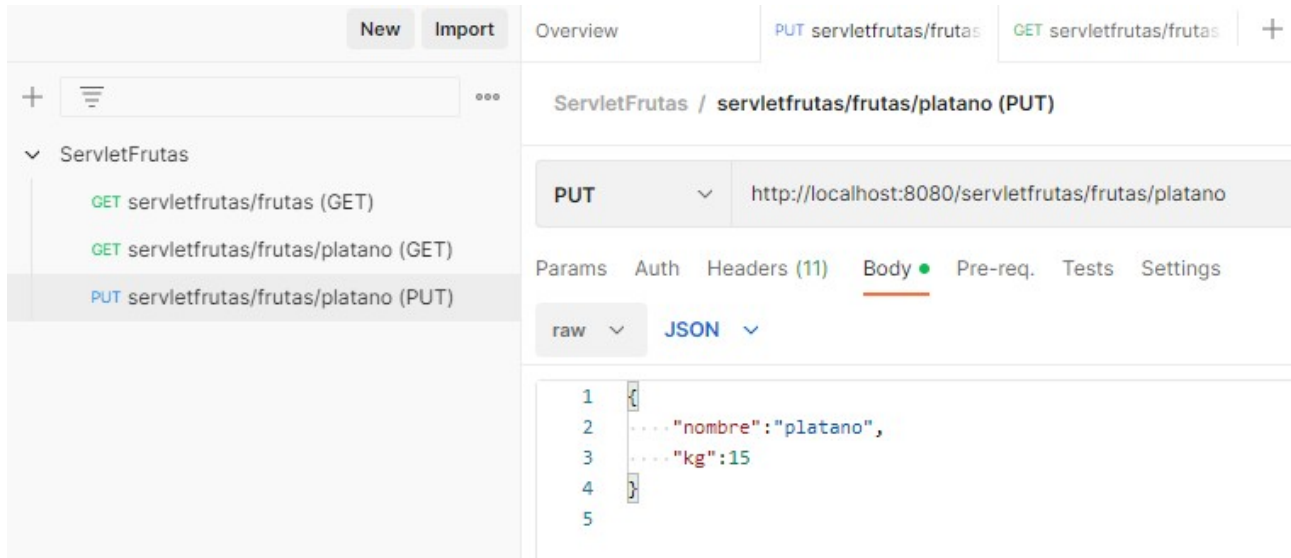 New Import
ooo
ServletFrutas
GET servletfrutas/frutas (GET)
GET servletfrutas/frutas/platano (GET)
PUT servletfrutas/frutas/platano (PUT)
Overview PUT servletfrutas/frutas GET servletfrutas/frutas
ServletFrutas / servletfrutas/frutas/platano (PUT)
PUT http://localhost:8080/servletfrutas/frutas/platano
Params Auth Headers (11) Body Pre-req. Tests Settings
raw JSON
1 {
2 ····"nombre":"platano",
3 ····"kg":15
4 }
5